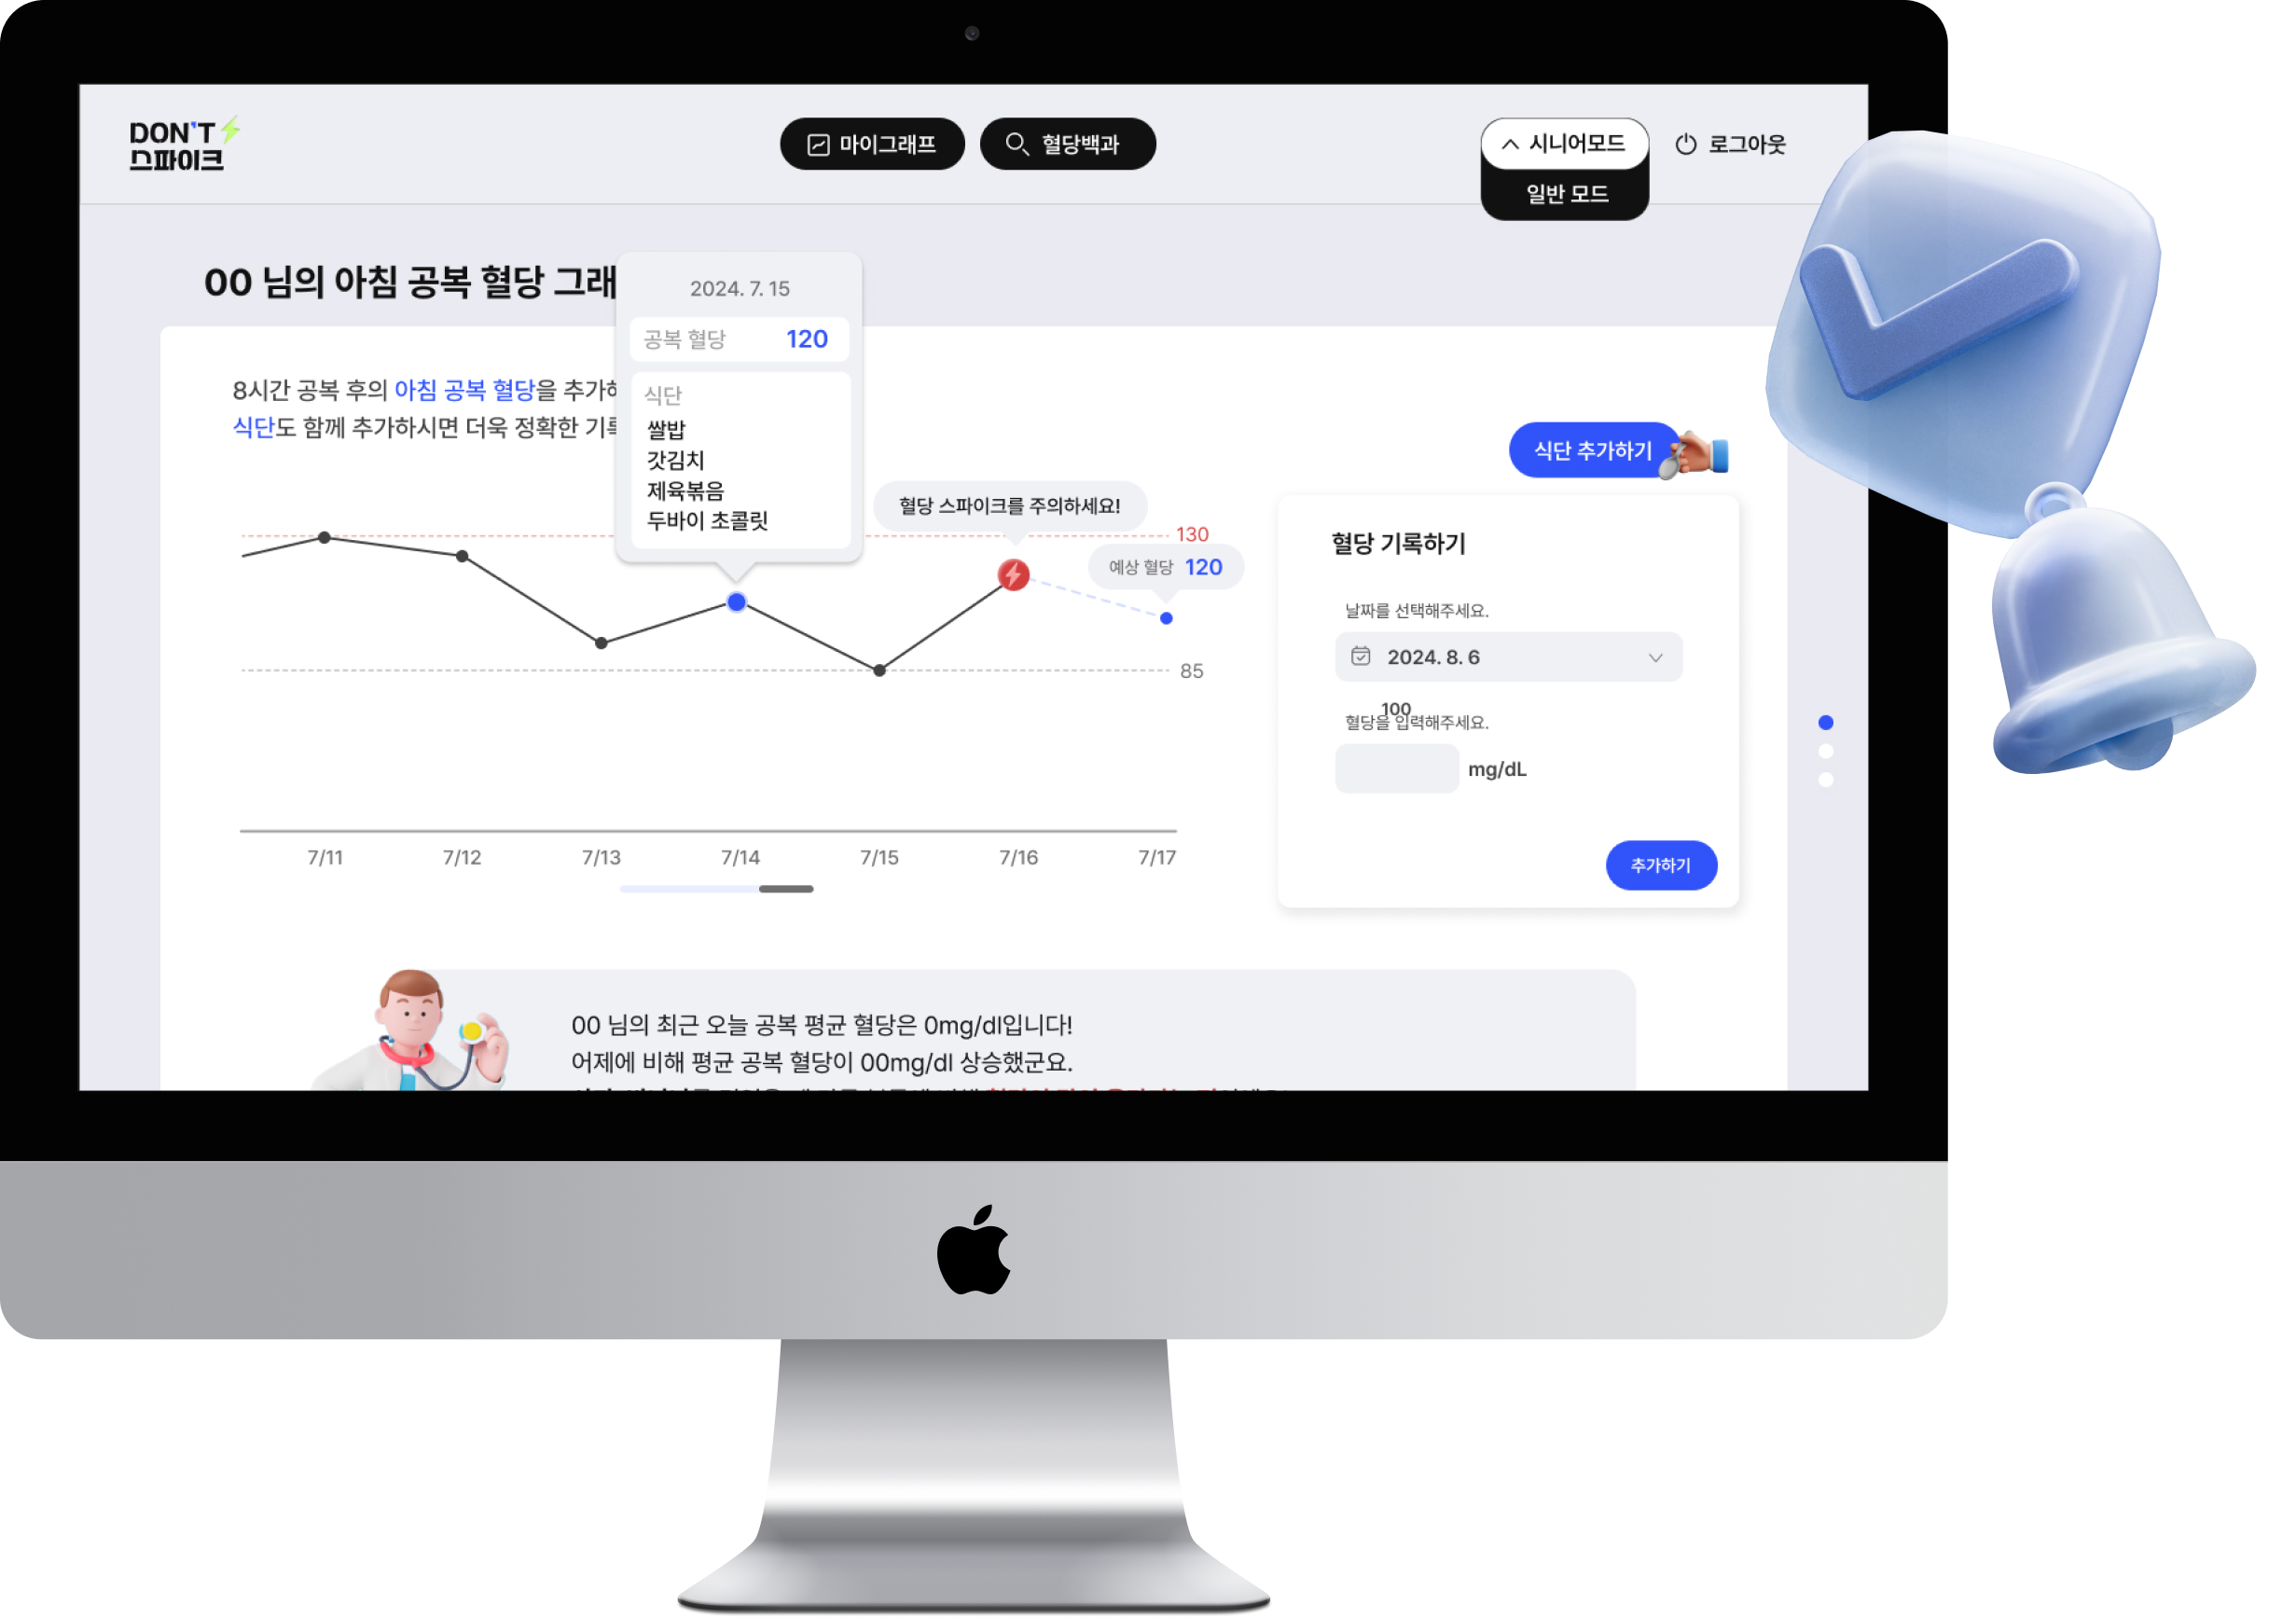 DON'T
스파이크
마이그래프
혈당백과
시니어모드
로그아웃
일반 모드
00 님의 아침 공복 혈당 그래
2024. 7. 15
공복 혈당 120
식단
쌀밥
갓김치
제육볶음
두바이 초콜릿
8시간 공복 후의 아침 공복 혈당을 추가
식단도 함께 추가하시면 더욱 정확한
식단 추가하기
혈당 스파이크를 주의하세요!
130
예상 혈당 120
85
7/11 7/12 7/13 7/14 7/15 7/16 7/17
혈당 기록하기
날짜를 선택해주세요.
2024. 8. 6
100
혈당을 입력해주세요.
mg/dL
추가하기
00 님의 최근 오늘 공복 평균 혈당은 0mg/dl입니다!
어제에 비해 평균 공복 혈당이 00mg/dl 상승했군요.